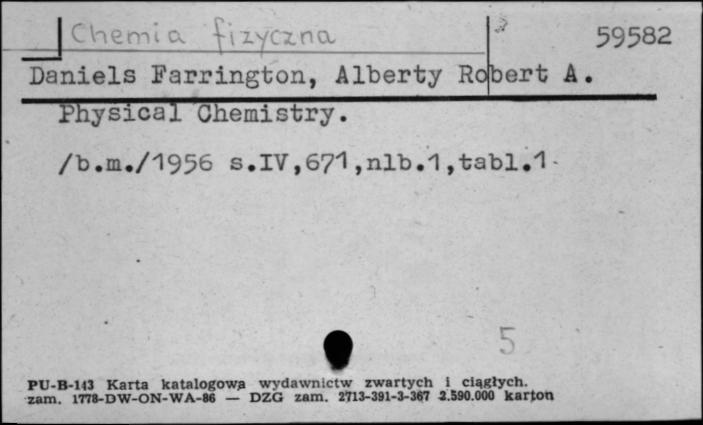 Chemia fizyczna
59582
Daniels Farrington, Alberty Robert A.
Physical Chemistry.
/b.m./1956 s.IV,671,nlb.1,tabl.1
5
PU-B-143 Karta katalogowa wydawnictw zwartych i ciągłych.
zam. 1778-DW-ON-WA-86 — DZG zam. 2713-391-3-367 2.590.000 karton